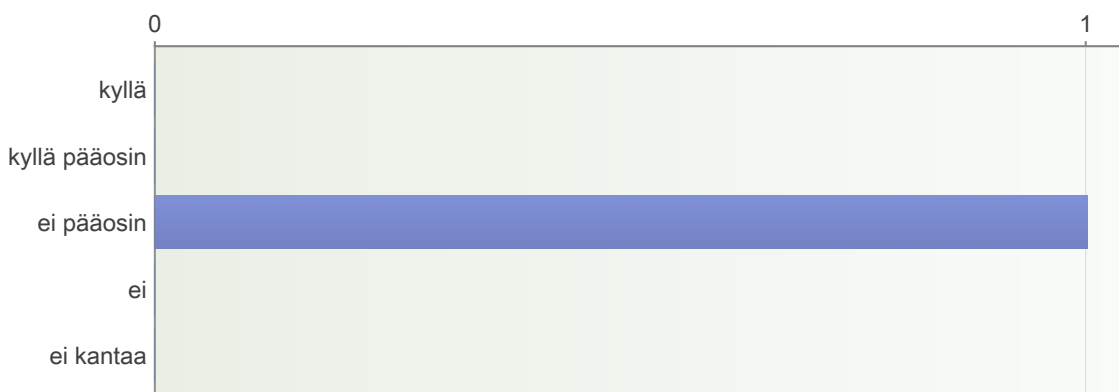 0 1
kyllä
kyllä pääosin
ei pääosin
ei
ei kantaa